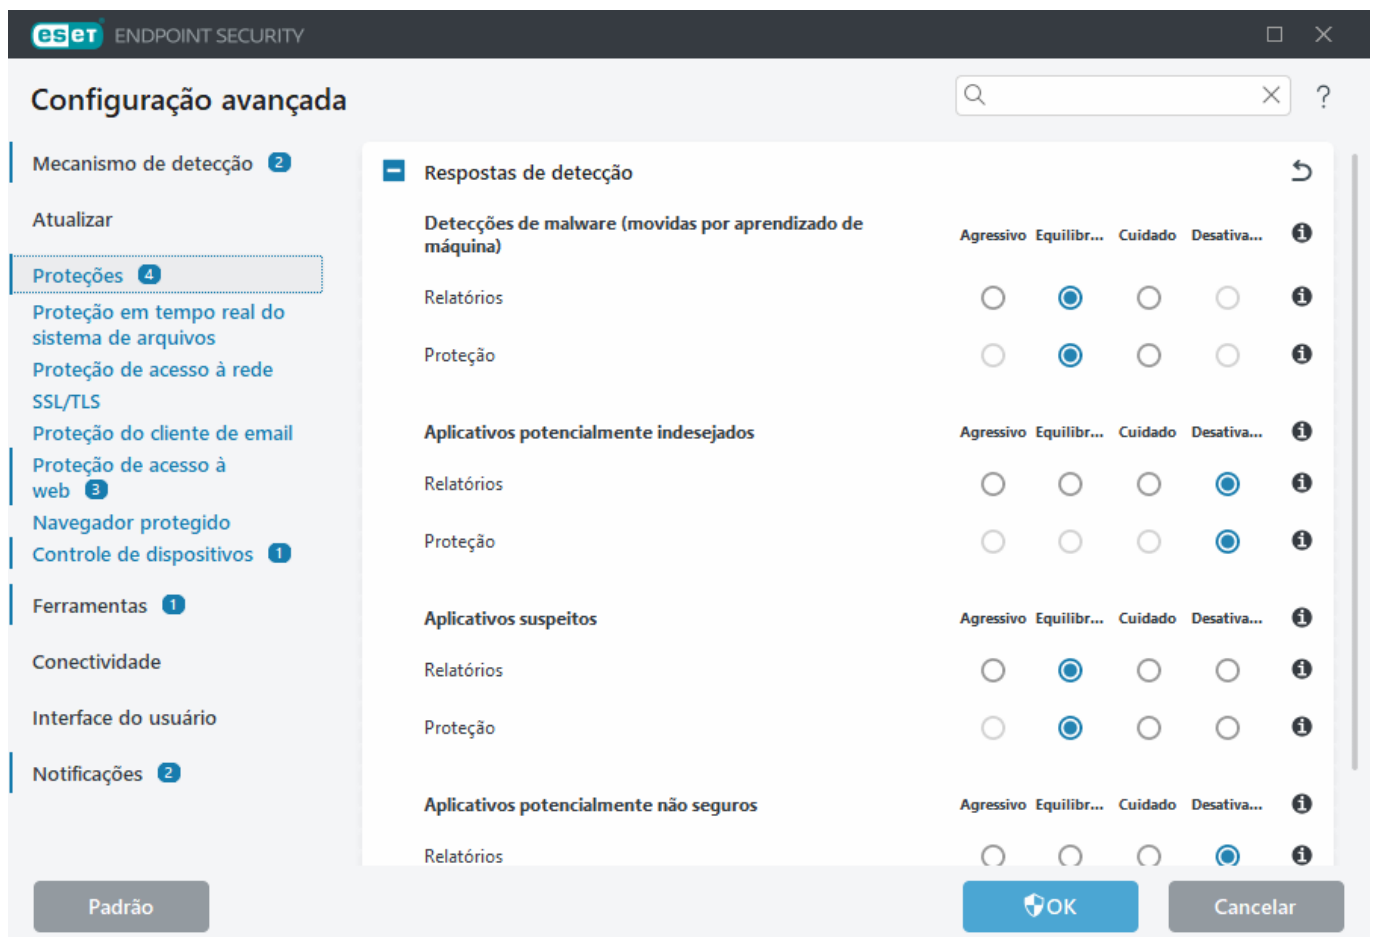 eset ENDPOINT SECURITY
Configuração avançada
?
Mecanismo de detecção 2
Atualizar
Proteções 4
Proteção em tempo real do
sistema de arquivos
Proteção de acesso à rede
SSL/TLS
Proteção do cliente de email
Proteção de acesso à
web 3
Navegador protegido
Controle de dispositivos 1
Ferramentas 1
Conectividade
Interface do usuário
Notificações 2
Respostas de detecção
Detecções de malware (movidas por aprendizado de
máquina)
Agressivo Equilibr... Cuidado Desativa...
Relatórios
Proteção
Aplicativos potencialmente indesejados
Agressivo Equilibr... Cuidado Desativa...
Relatórios
Proteção
Aplicativos suspeitos
Agressivo Equilibr... Cuidado Desativa...
Relatórios
Proteção
Aplicativos potencialmente não seguros
Agressivo Equilibr... Cuidado Desativa...
Relatórios
Padrão
OK
Cancelar